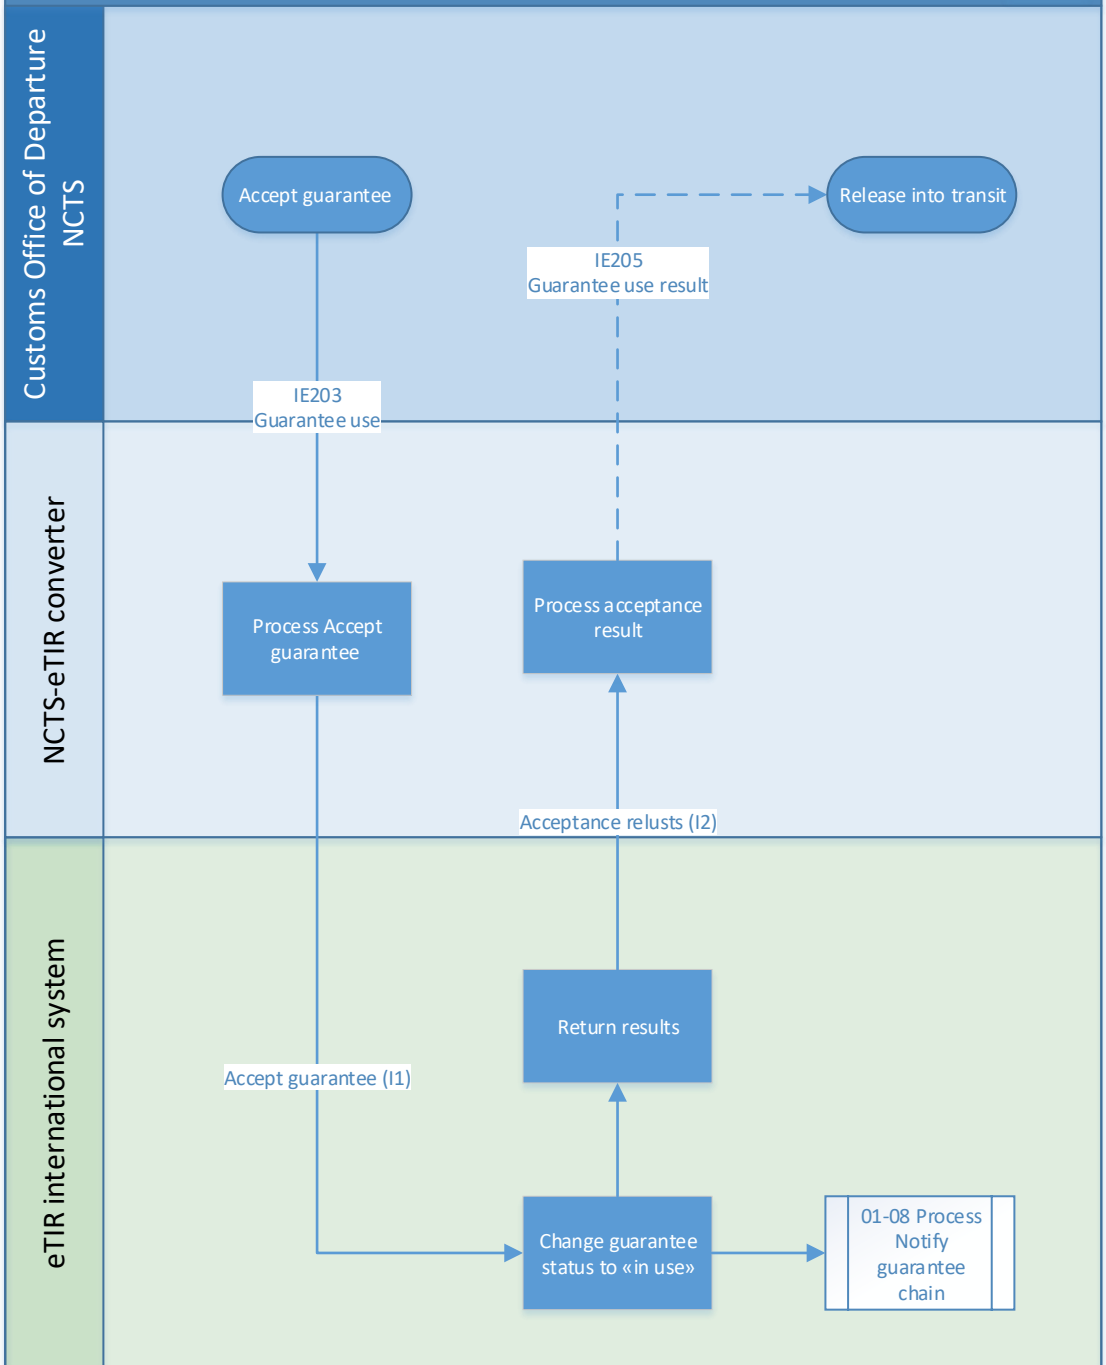 Customs Office of Departure
NCTS
Accept guarantee
Release into transit
IE205
Guarantee use result
IE203
Guarantee use
NCTS-eTIR converter
Process Accept
guarantee
Process acceptance
result
Acceptance relusts (I2)
eTIR international system
Return results
Accept guarantee (I1)
Change guarantee
status to «in use»
01-08 Process
Notify
guarantee
chain